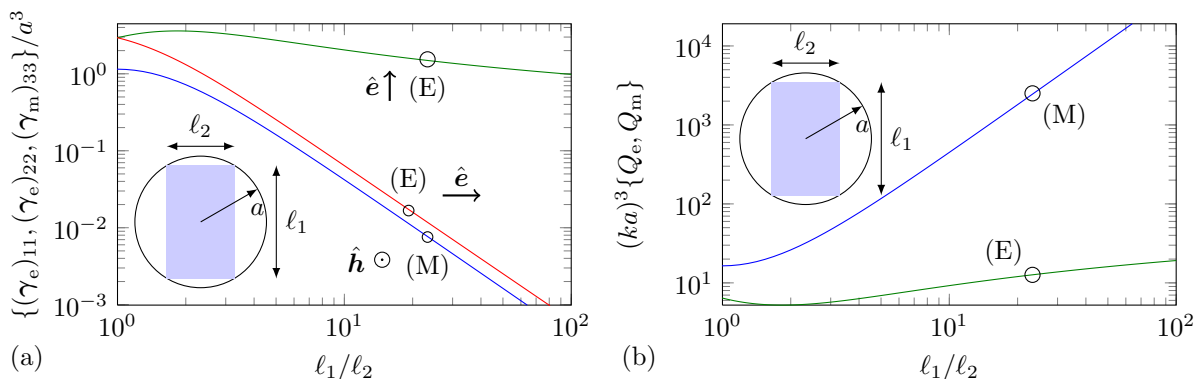 {(γₑ)₁₁, (γₑ)₂₂, (γₘ)₃₃}/a³
10⁰
10⁻¹
10⁻²
10⁻³
ê
(E)
(E)
ê
ĥ
(M)
ℓ₂
a
ℓ₁
10⁰
10¹
10²
(a)
ℓ₁/ℓ₂
(ka)³{Qₑ, Qₘ}
10⁴
10³
10²
10¹
ℓ₂
a
ℓ₁
(M)
(E)
10⁰
10¹
10²
(b)
ℓ₁/ℓ₂